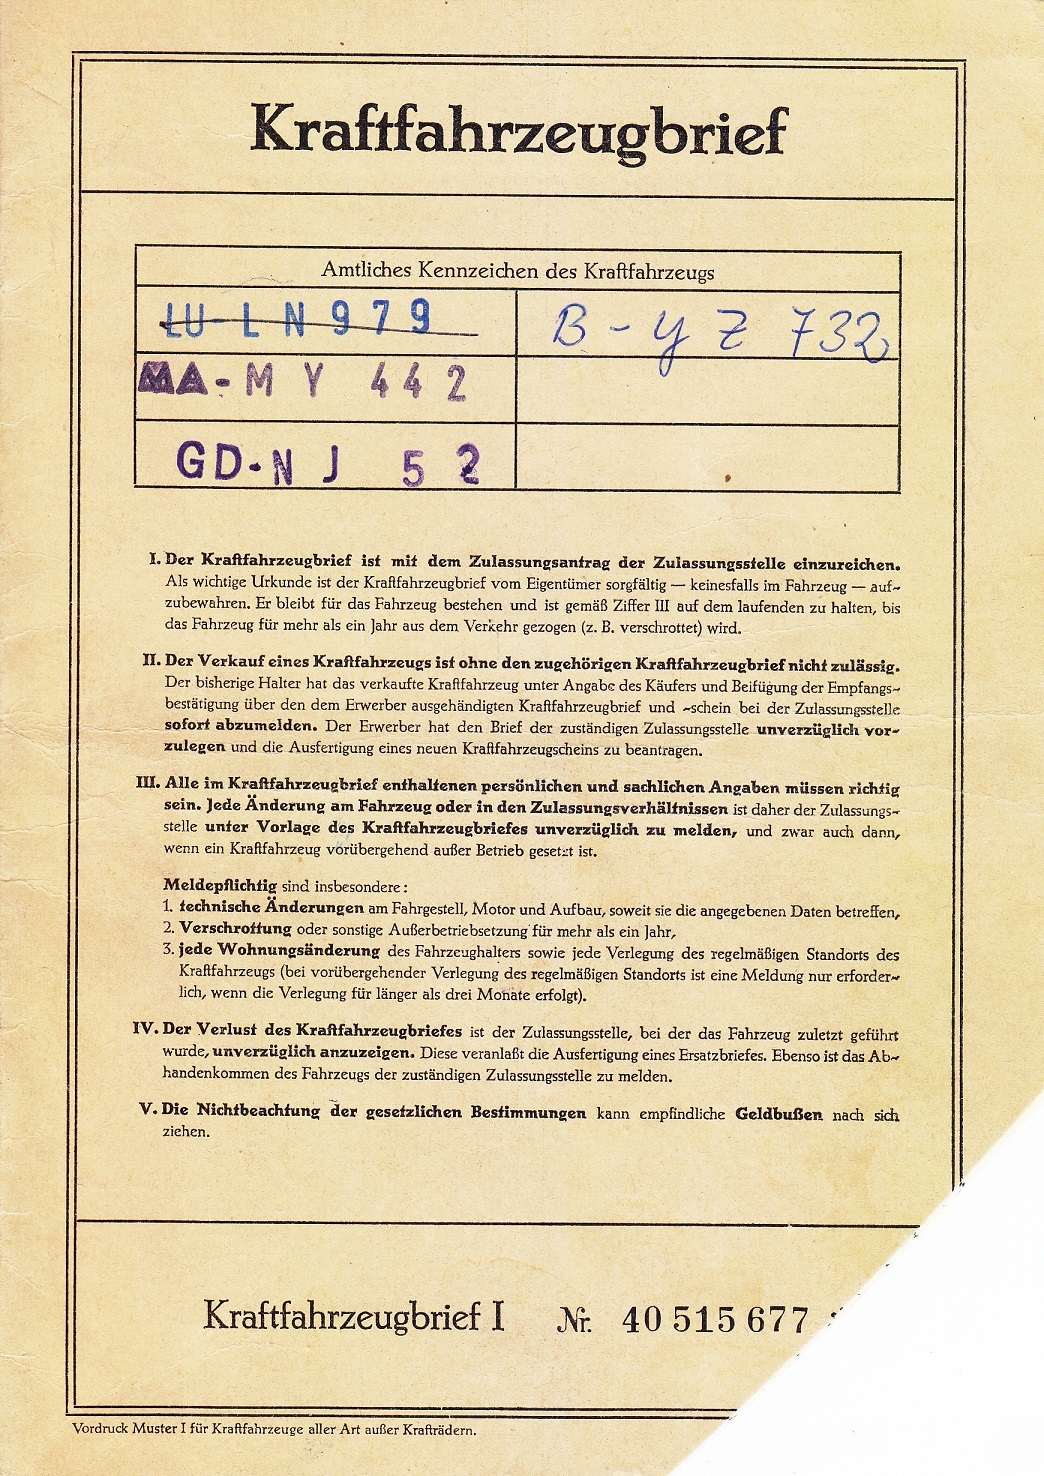 Kraftfahrzeugbrief
Amtliches Kennzeichen des Kraftfahrzeugs
LU-LN 979
B-YZ 732
MA-MY 442
GD-NJ 52
I. Der Kraftfahrzeugbrief ist mit dem Zulassungsantrag der Zulassungsstelle einzureichen.
Als wichtige Urkunde ist der Kraftfahrzeugbrief vom Eigentümer sorgfältig — keinesfalls im Fahrzeug — auf-
zubewahren. Er bleibt für das Fahrzeug bestehen und ist gemäß Ziffer III auf dem laufenden zu halten, bis
das Fahrzeug für mehr als ein Jahr aus dem Verkehr gezogen (z. B. verschrottet) wird.
II. Der Verkauf eines Kraftfahrzeugs ist ohne den zugehörigen Kraftfahrzeugbrief nicht zulässig.
Der bisherige Halter hat das verkaufte Kraftfahrzeug unter Angabe des Käufers und Beifügung der Empfangs-
bestätigung über den dem Erwerber ausgehändigten Kraftfahrzeugbrief und -schein bei der Zulassungsstelle
sofort abzumelden. Der Erwerber hat den Brief der zuständigen Zulassungsstelle unverzüglich vor-
zulegen und die Ausfertigung eines neuen Kraftfahrzeugscheins zu beantragen.
III. Alle im Kraftfahrzeugbrief enthaltenen persönlichen und sachlichen Angaben müssen richtig
sein. Jede Änderung am Fahrzeug oder in den Zulassungsverhältnissen ist daher der Zulassungs-
stelle unter Vorlage des Kraftfahrzeugbriefes unverzüglich zu melden, und zwar auch dann,
wenn ein Kraftfahrzeug vorübergehend außer Betrieb gesetzt ist.
Meldepflichtig sind insbesondere:
1. technische Änderungen am Fahrgestell, Motor und Aufbau, soweit sie die angegebenen Daten betreffen,
2. Verschrottung oder sonstige Außerbetriebsetzung für mehr als ein Jahr,
3. jede Wohnungsänderung des Fahrzeughalters sowie jede Verlegung des regelmäßigen Standorts des
Kraftfahrzeugs (bei vorübergehender Verlegung des regelmäßigen Standorts ist eine Meldung nur erforder-
lich, wenn die Verlegung für länger als drei Monate erfolgt).
IV. Der Verlust des Kraftfahrzeugbriefes ist der Zulassungsstelle, bei der das Fahrzeug zuletzt geführt
wurde, unverzüglich anzuzeigen. Diese veranlaßt die Ausfertigung eines Ersatzbriefes. Ebenso ist das Ab-
handenkommen des Fahrzeugs der zuständigen Zulassungsstelle zu melden.
V. Die Nichtbeachtung der gesetzlichen Bestimmungen kann empfindliche Geldbußen nach sich
ziehen.
Kraftfahrzeugbrief I Nr. 40 515 677
Vordruck Muster I für Kraftfahrzeuge aller Art außer Krafträdern.